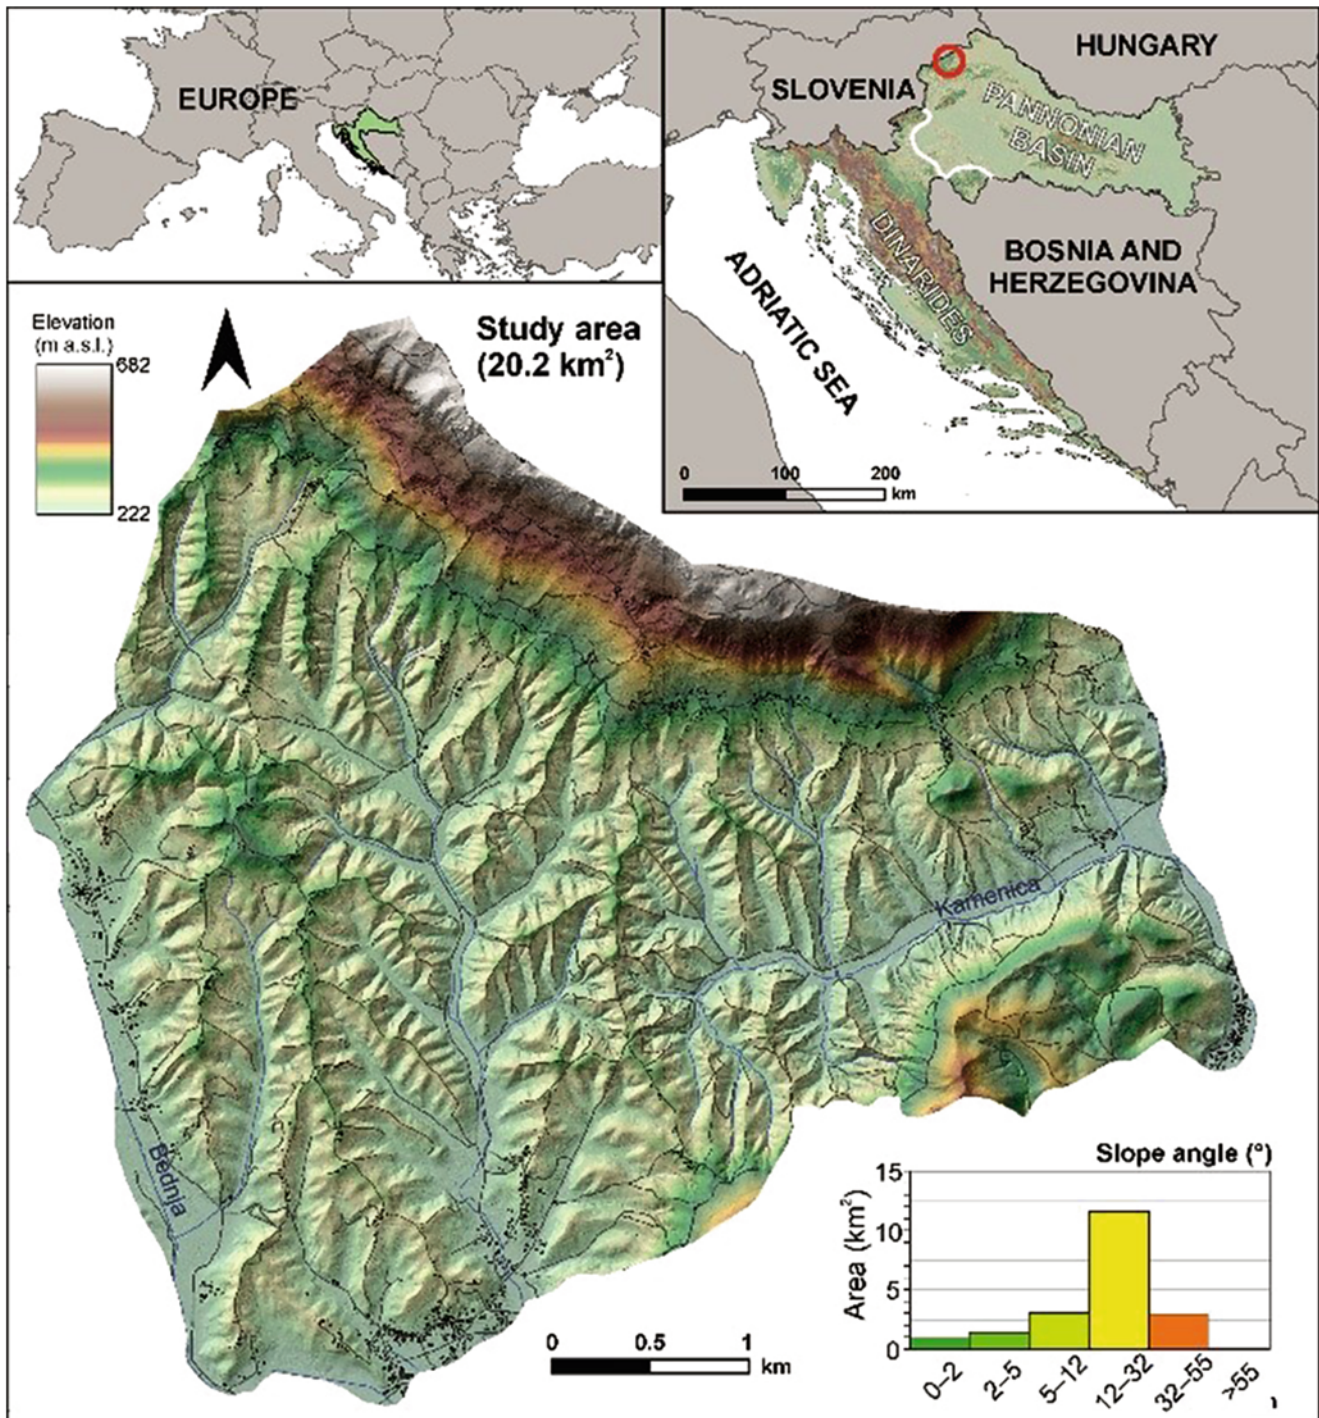 EUROPE
HUNGARY
SLOVENIA
PANNONIAN
BASIN
DINARIDES
BOSNIA AND
HERZEGOVINA
ADRIATIC SEA
0 100 200
km
Elevation
(m a.s.l.)
682
222
Study area
(20.2 km²)
Kamenica
Bednja
0 0.5 1
km
Slope angle (°)
Area (km²)
15
10
5
0
0–2 2–5 5–12 12–32 32–55 >55